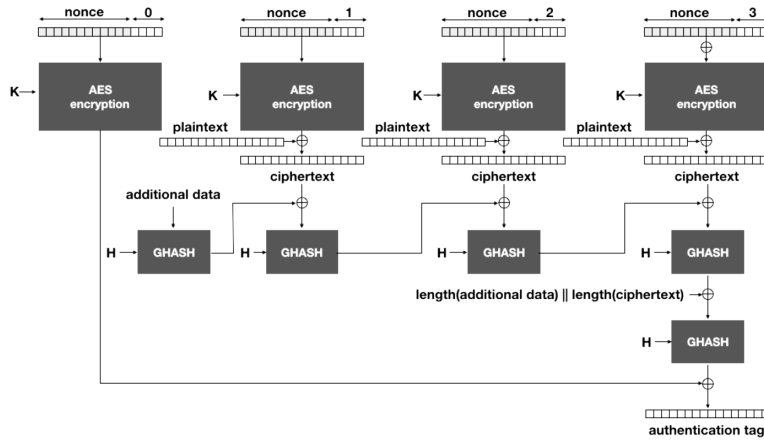 nonce 0 nonce 1 nonce 2 nonce 3
K AES encryption K AES encryption K AES encryption K AES encryption
plaintext plaintext plaintext
ciphertext ciphertext ciphertext
additional data
H GHASH H GHASH H GHASH H GHASH
length(additional data) || length(ciphertext)
H GHASH
authentication tag